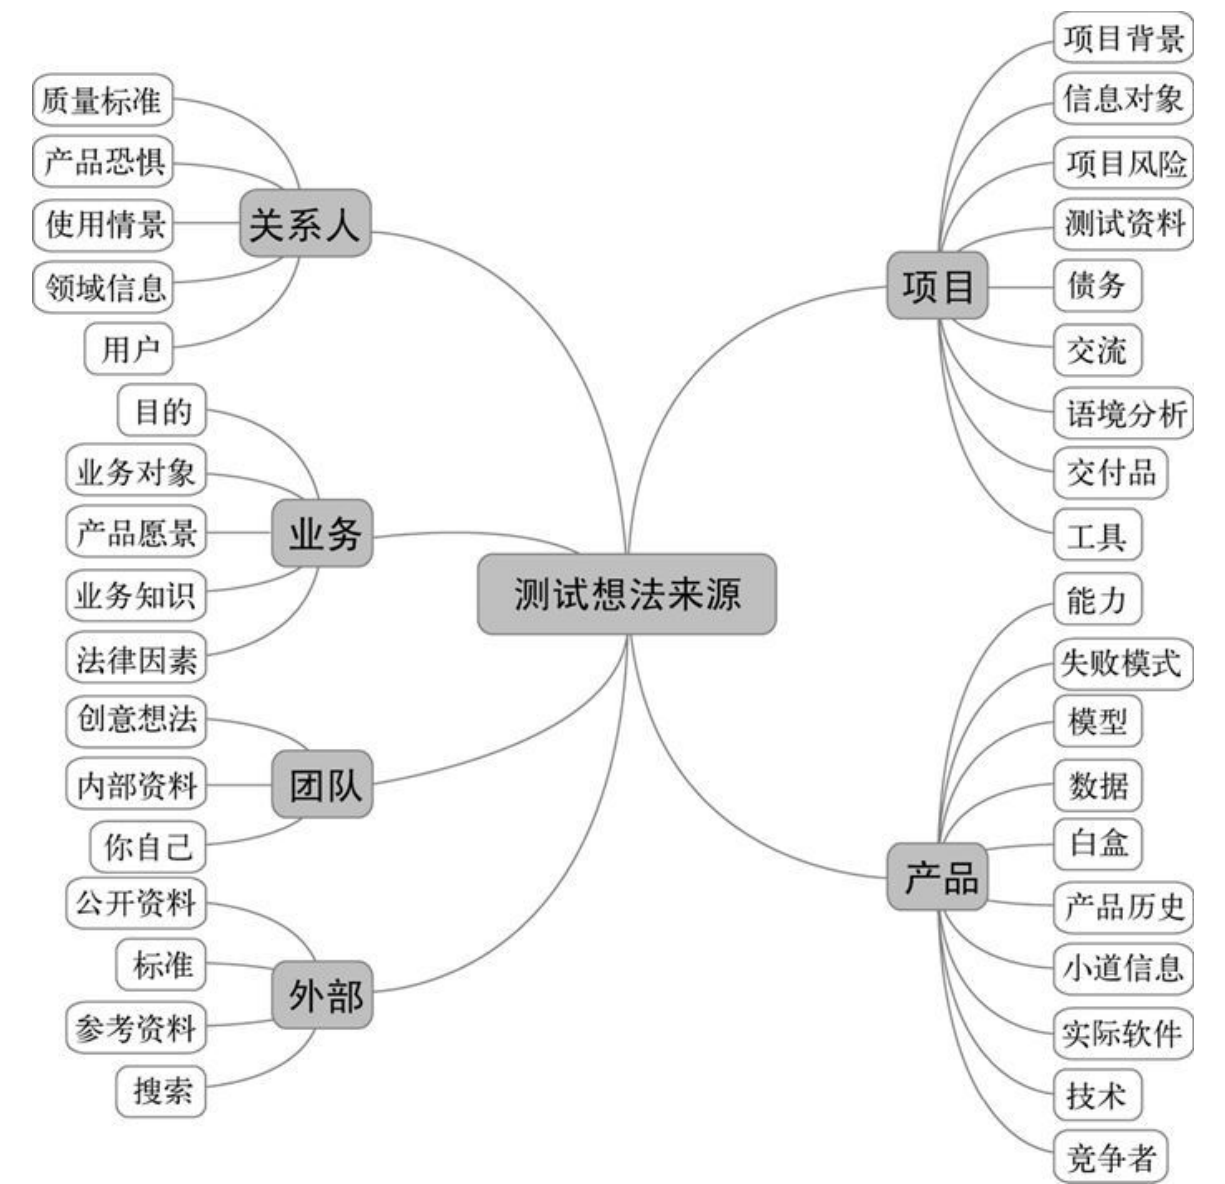 测试想法来源
关系人
质量标准
产品恐惧
使用情景
领域信息
用户
业务
目的
业务对象
产品愿景
业务知识
法律因素
团队
创意想法
内部资料
你自己
外部
公开资料
标准
参考资料
搜索
项目
项目背景
信息对象
项目风险
测试资料
债务
交流
语境分析
交付品
工具
产品
能力
失败模式
模型
数据
白盒
产品历史
小道信息
实际软件
技术
竞争者